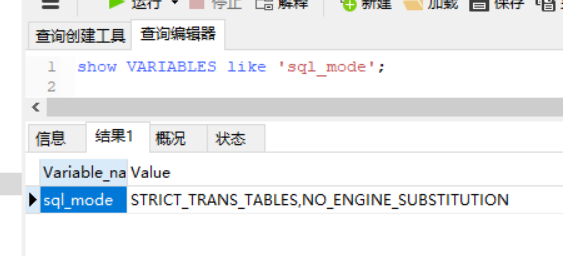 运行 停止 解释 新建 加载 保存
查询创建工具 查询编辑器
1 show VARIABLES like 'sql_mode';
2
信息 结果1 概况 状态
Variable_na Value
sql_mode STRICT_TRANS_TABLES,NO_ENGINE_SUBSTITUTION